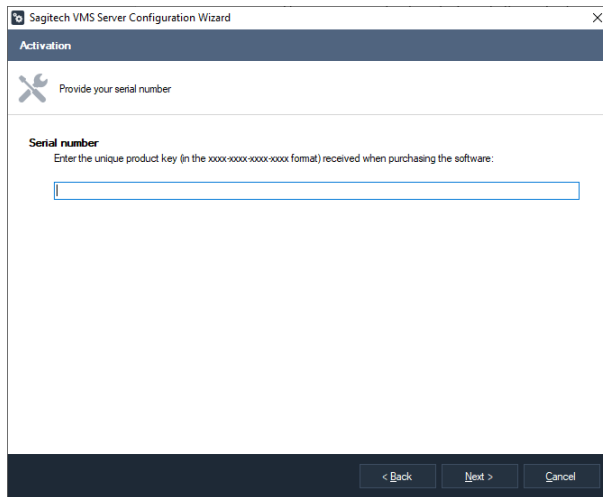 Sagitech VMS Server Configuration Wizard
Activation
Provide your serial number
Serial number
Enter the unique product key (in the xxxx-xxxx-xxxx-xxxx format) received when purchasing the software:
< Back
Next >
Cancel